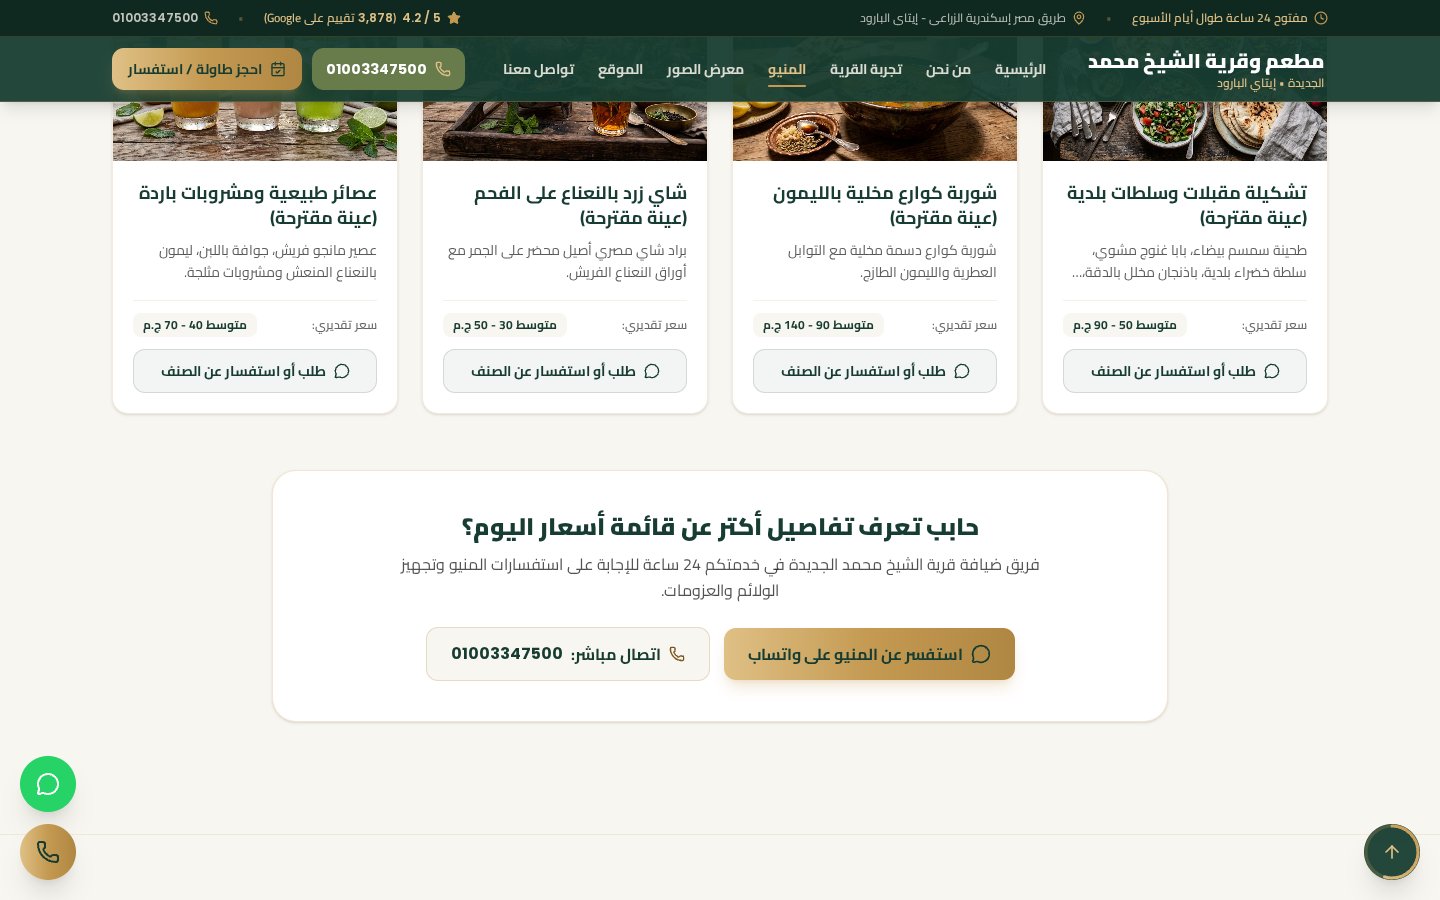 مفتوح 24 ساعة طوال أيام الأسبوع
•
طريق مصر إسكندرية الزراعي - إيتاي البارود
4.2 / 5 (3,878 تقييم على Google)
•
01003347500
مطعم وقرية الشيخ محمد
الجديدة • إيتاي البارود
الرئيسية
من نحن
تجربة القرية
المنيو
معرض الصور
الموقع
تواصل معنا
01003347500
احجز طاولة / استفسار
تشكيلة مقبلات وسلطات بلدية
(عينة مقترحة)
طحينة سمسم بيضاء، بابا غنوج مشوي،
سلطة خضراء بلدية، باذنجان مخلل بالدقة،...
سعر تقديري:
متوسط 50 - 90 ج.م
طلب أو استفسار عن الصنف
شوربة كوارع مخلية بالليمون
(عينة مقترحة)
شوربة كوارع دسمة مخلية مع التوابل
العطرية والليمون الطازج.
سعر تقديري:
متوسط 90 - 140 ج.م
طلب أو استفسار عن الصنف
شاي زرد بالنعناع على الفحم
(عينة مقترحة)
براد شاي مصري أصيل محضر على الجمر مع
أوراق النعناع الفريش.
سعر تقديري:
متوسط 30 - 50 ج.م
طلب أو استفسار عن الصنف
عصائر طبيعية ومشروبات باردة
(عينة مقترحة)
عصير مانجو فريش، جوافة باللبن، ليمون
بالنعناع المنعش ومشروبات مثلجة.
سعر تقديري:
متوسط 40 - 70 ج.م
طلب أو استفسار عن الصنف
حابب تعرف تفاصيل أكتر عن قائمة أسعار اليوم؟
فريق ضيافة قرية الشيخ محمد الجديدة في خدمتكم 24 ساعة للإجابة على استفسارات المنيو وتجهيز
الولائم والعزومات.
استفسر عن المنيو على واتساب
اتصال مباشر: 01003347500